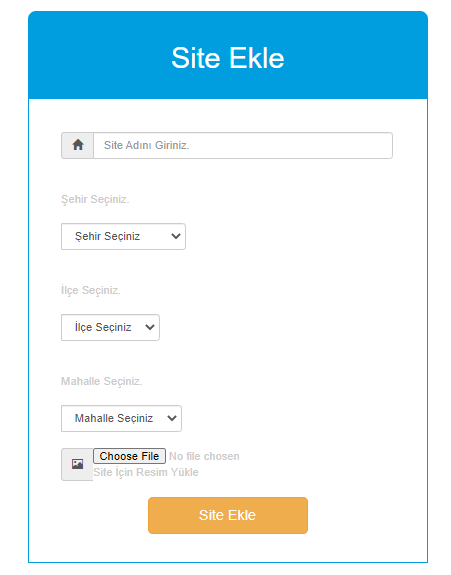 Site Ekle
Site Adını Giriniz.
Şehir Seçiniz.
Şehir Seçiniz
İlçe Seçiniz.
İlçe Seçiniz
Mahalle Seçiniz.
Mahalle Seçiniz
Choose File No file chosen
Site İçin Resim Yükle
Site Ekle